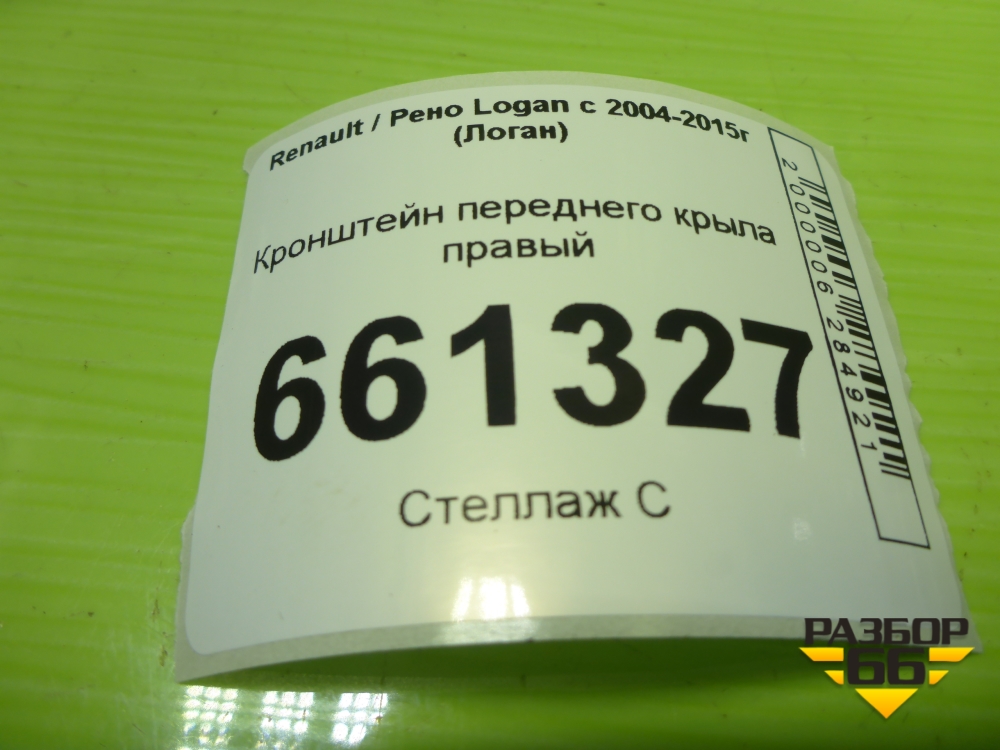 Renault / Рено Logan с 2004-2015г
(Логан)
Кронштейн переднего крыла
правый
661327
Стеллаж С
2000006284921
РАЗБОР
66